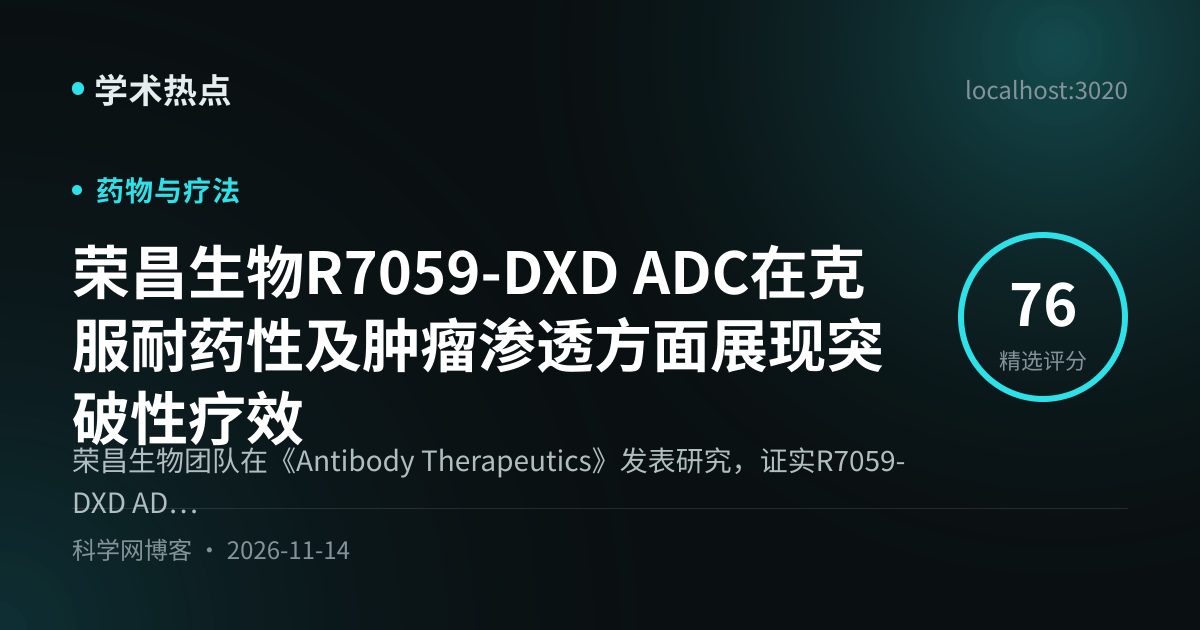 学术热点
localhost:3020
药物与疗法
荣昌生物R7059-DXD ADC在克
服耐药性及肿瘤渗透方面展现突
破性疗效
76
精选评分
荣昌生物团队在《Antibody Therapeutics》发表研究，证实R7059-
DXD AD…
科学网博客 · 2026-11-14